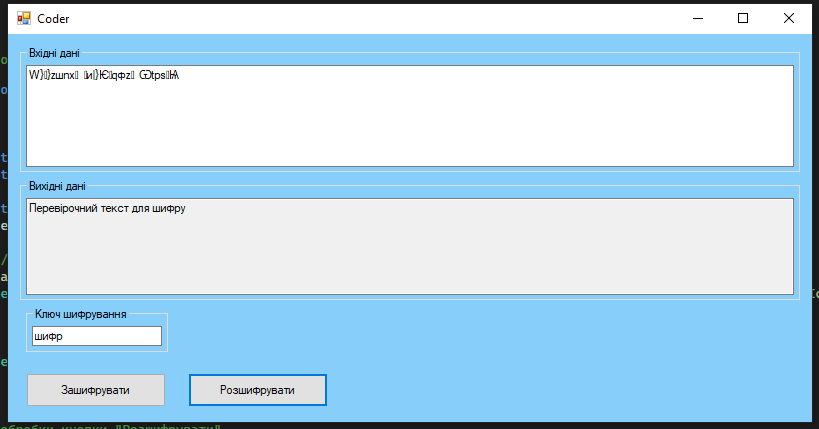 Coder
Вхідні дані
Вихідні дані
Перевірочний текст для шифру
Ключ шифрування
шифр
Зашифрувати
Розшифрувати